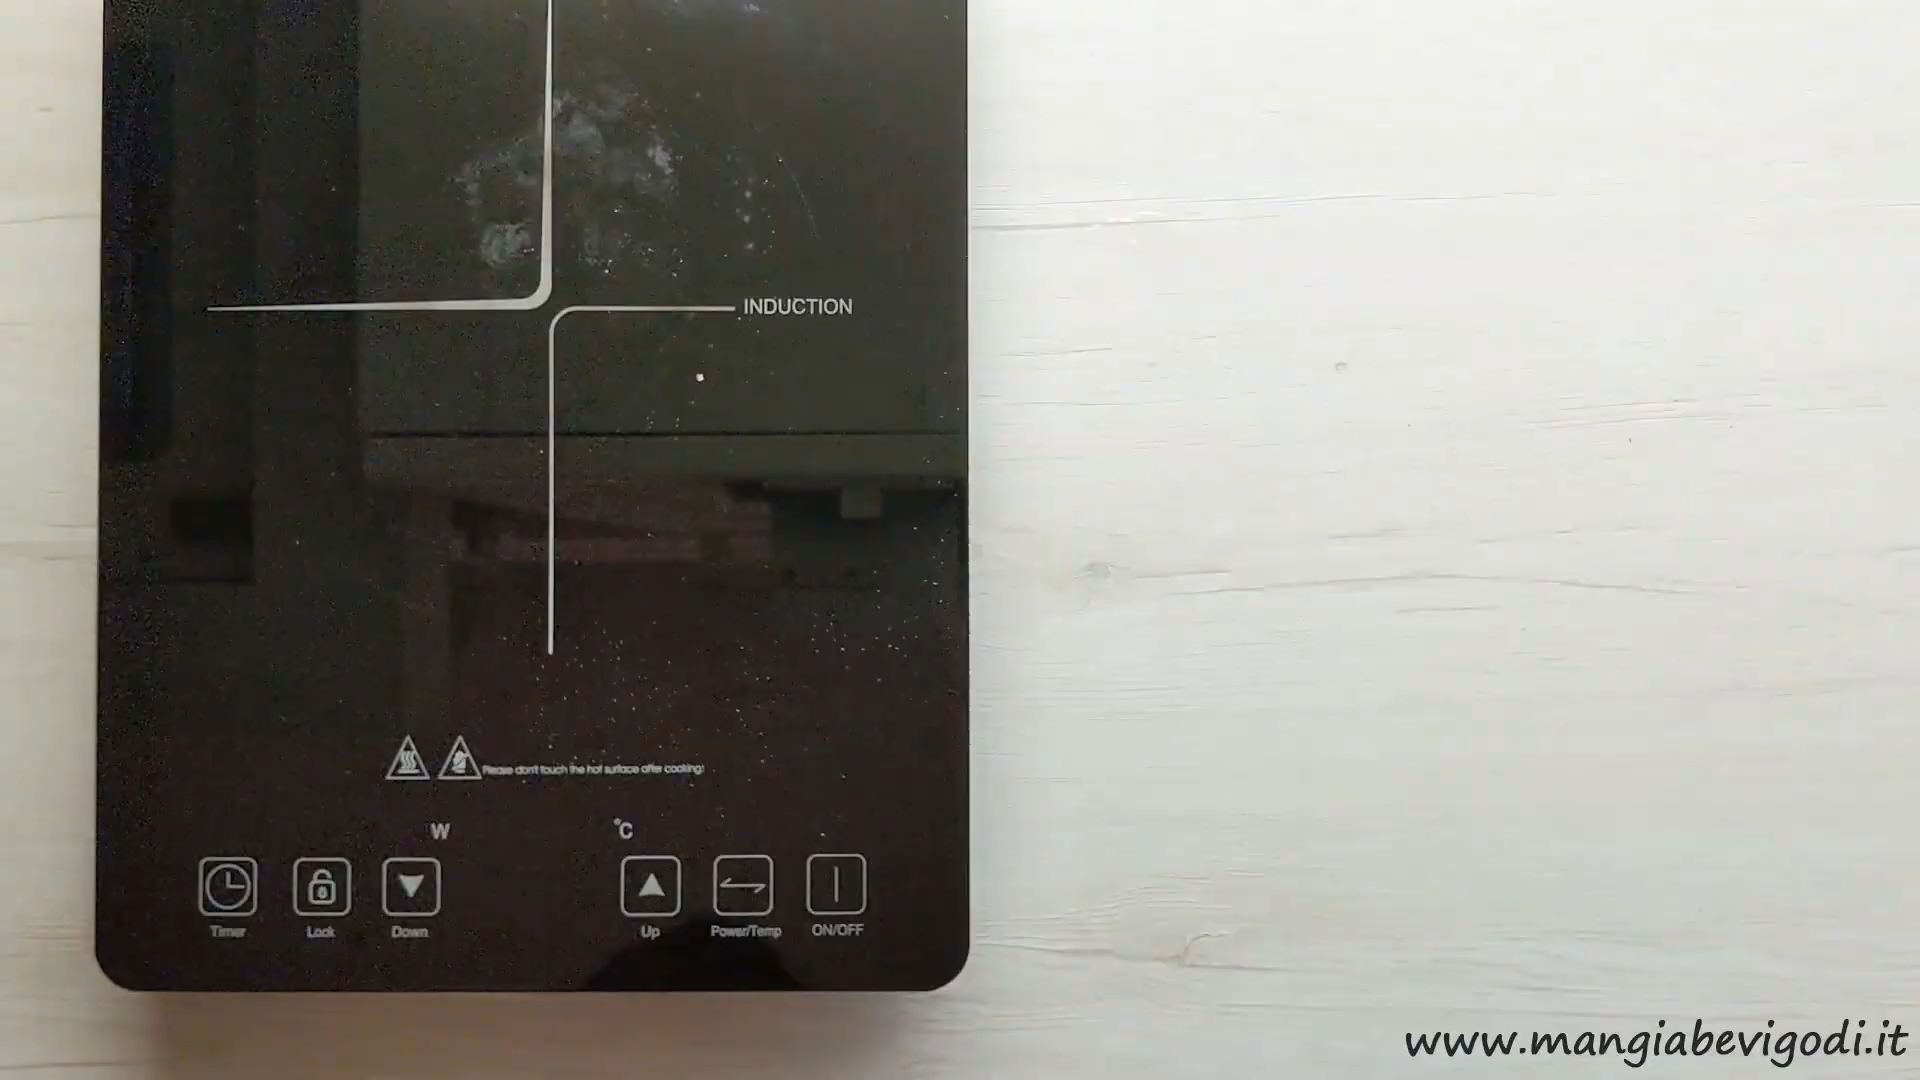 INDUCTION
Please don't touch the hot surface after cooking!
W °C
Timer Lock Down Up Power/Temp ON/OFF
www.mangiabevigodi.it